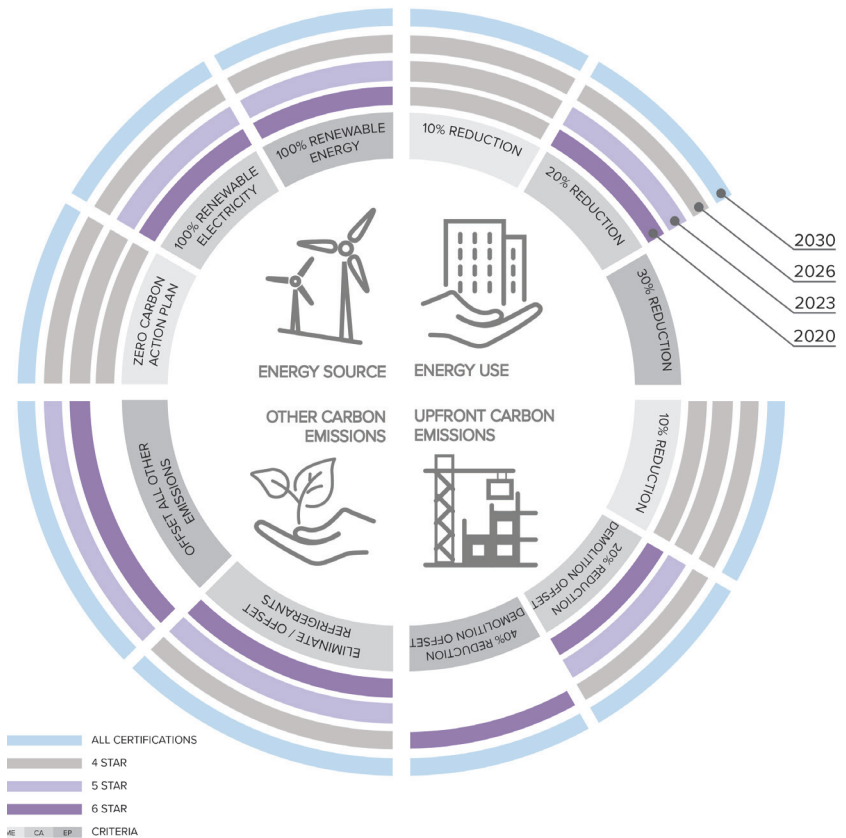 100% RENEWABLE
ENERGY
10% REDUCTION
100% RENEWABLE
ELECTRICITY
20% REDUCTION
ZERO CARBON
ACTION PLAN
30% REDUCTION
2030
2026
2023
2020
ENERGY SOURCE
ENERGY USE
OTHER CARBON
EMISSIONS
UPFRONT CARBON
EMISSIONS
OFFSET ALL OTHER
EMISSIONS
10% REDUCTION
ELIMINATE / OFFSET
REFRIGERANTS
20% REDUCTION
DEMOLITION OFFSET
40% REDUCTION
DEMOLITION OFFSET
ALL CERTIFICATIONS
4 STAR
5 STAR
6 STAR
ME CA EP CRITERIA